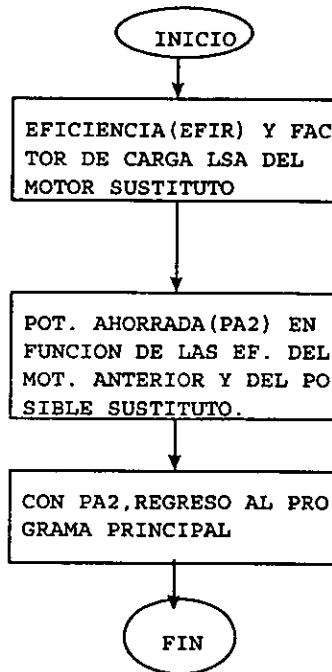 INICIO
EFICIENCIA(EFIR) Y FAC
TOR DE CARGA LSA DEL
MOTOR SUSTITUTO
POT. AHORRADA(PA2) EN
FUNCION DE LAS EF. DEL
MOT. ANTERIOR Y DEL PO
SIBLE SUSTITUTO.
CON PA2,REGRESO AL PRO
GRAMA PRINCIPAL
FIN